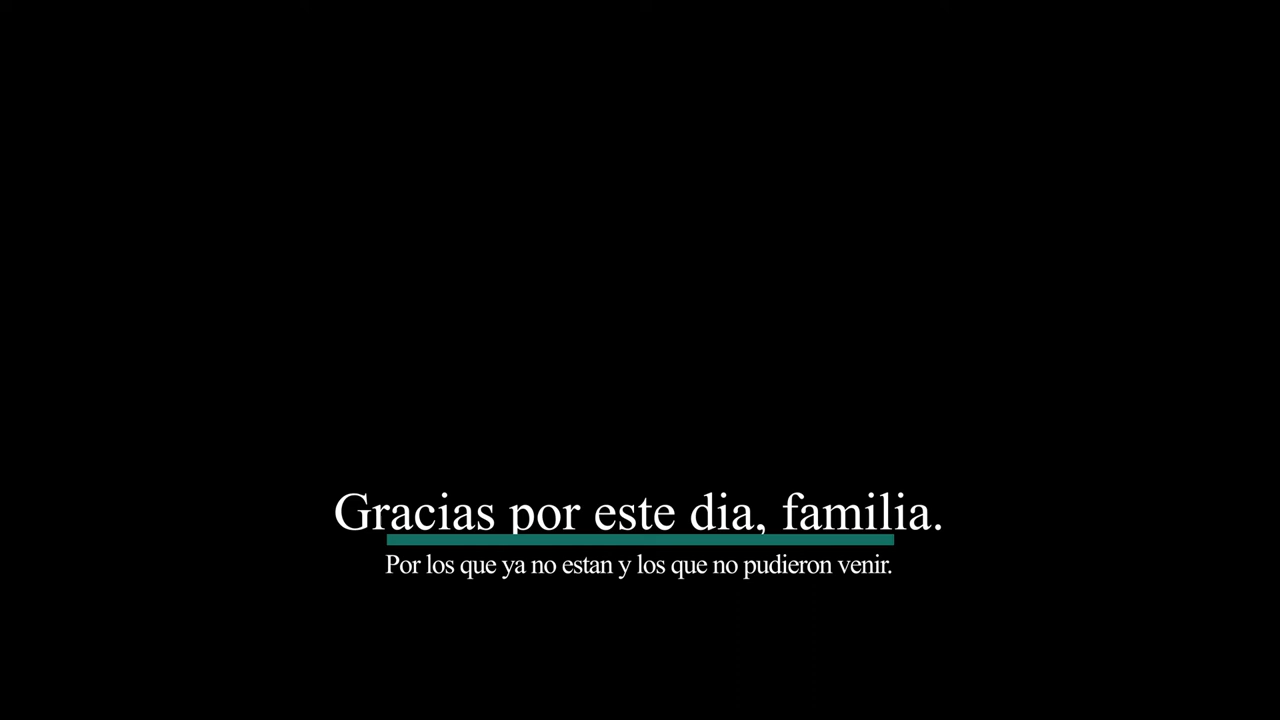 Gracias por este dia, familia.
Por los que ya no estan y los que no pudieron venir.